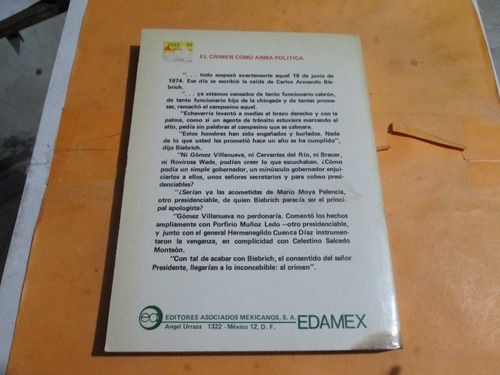 EL CRIMEN COMO ARMA POLITICA
". . . todo empezó exactamente aquel 18 de junio de
1974. Ese día se escribió la caída de Carlos Armando Bie-
brich.
". . . ya estamos cansados de tanto funcionario cabrón,
de tanto funcionario hijo de la chingada y de tantas prome-
sas, remachó el campesino aquel.
"Echeverría levantó a medias el brazo derecho y con la
palma, como si un agente de tránsito estuviera marcando el
alto, pedía sin palabras al campesino que se calmara.
"Estos hombres han sido engañados y burlados. Nada
de lo que usted les prometió hace un año se ha cumplido",
dijo Biebrich.
"Ni Gómez Villanueva, ni Cervantes del Río, ni Brauer,
ni Rovirosa Wade, podían creer lo que escuchaban. ¿Cómo
podía un simple gobernador, un minúsculo gobernador enjui-
ciarlos a ellos, unos señores secretarios y para colmo presi-
denciables?
"¿Serían ya las acometidas de Mario Moya Palencia,
otro presidenciable, de quien Biebrich parecía ser el princi-
pal apologista?
"Gómez Villanueva no perdonaría. Comentó los hechos
ampliamente con Porfirio Muñoz Ledo —otro presidenciable,
y junto con el general Hermenegildo Cuenca Díaz instrumen-
taron la venganza, en complicidad con Celestino Salcedo
Monteón.
"Con tal de acabar con Biebrich, el consentido del señor
Presidente, llegarían a lo inconcebible: al crimen".
EDITORES ASOCIADOS MEXICANOS, S. A.
Angel Urraza 1322 - México 12, D. F.
EDAMEX